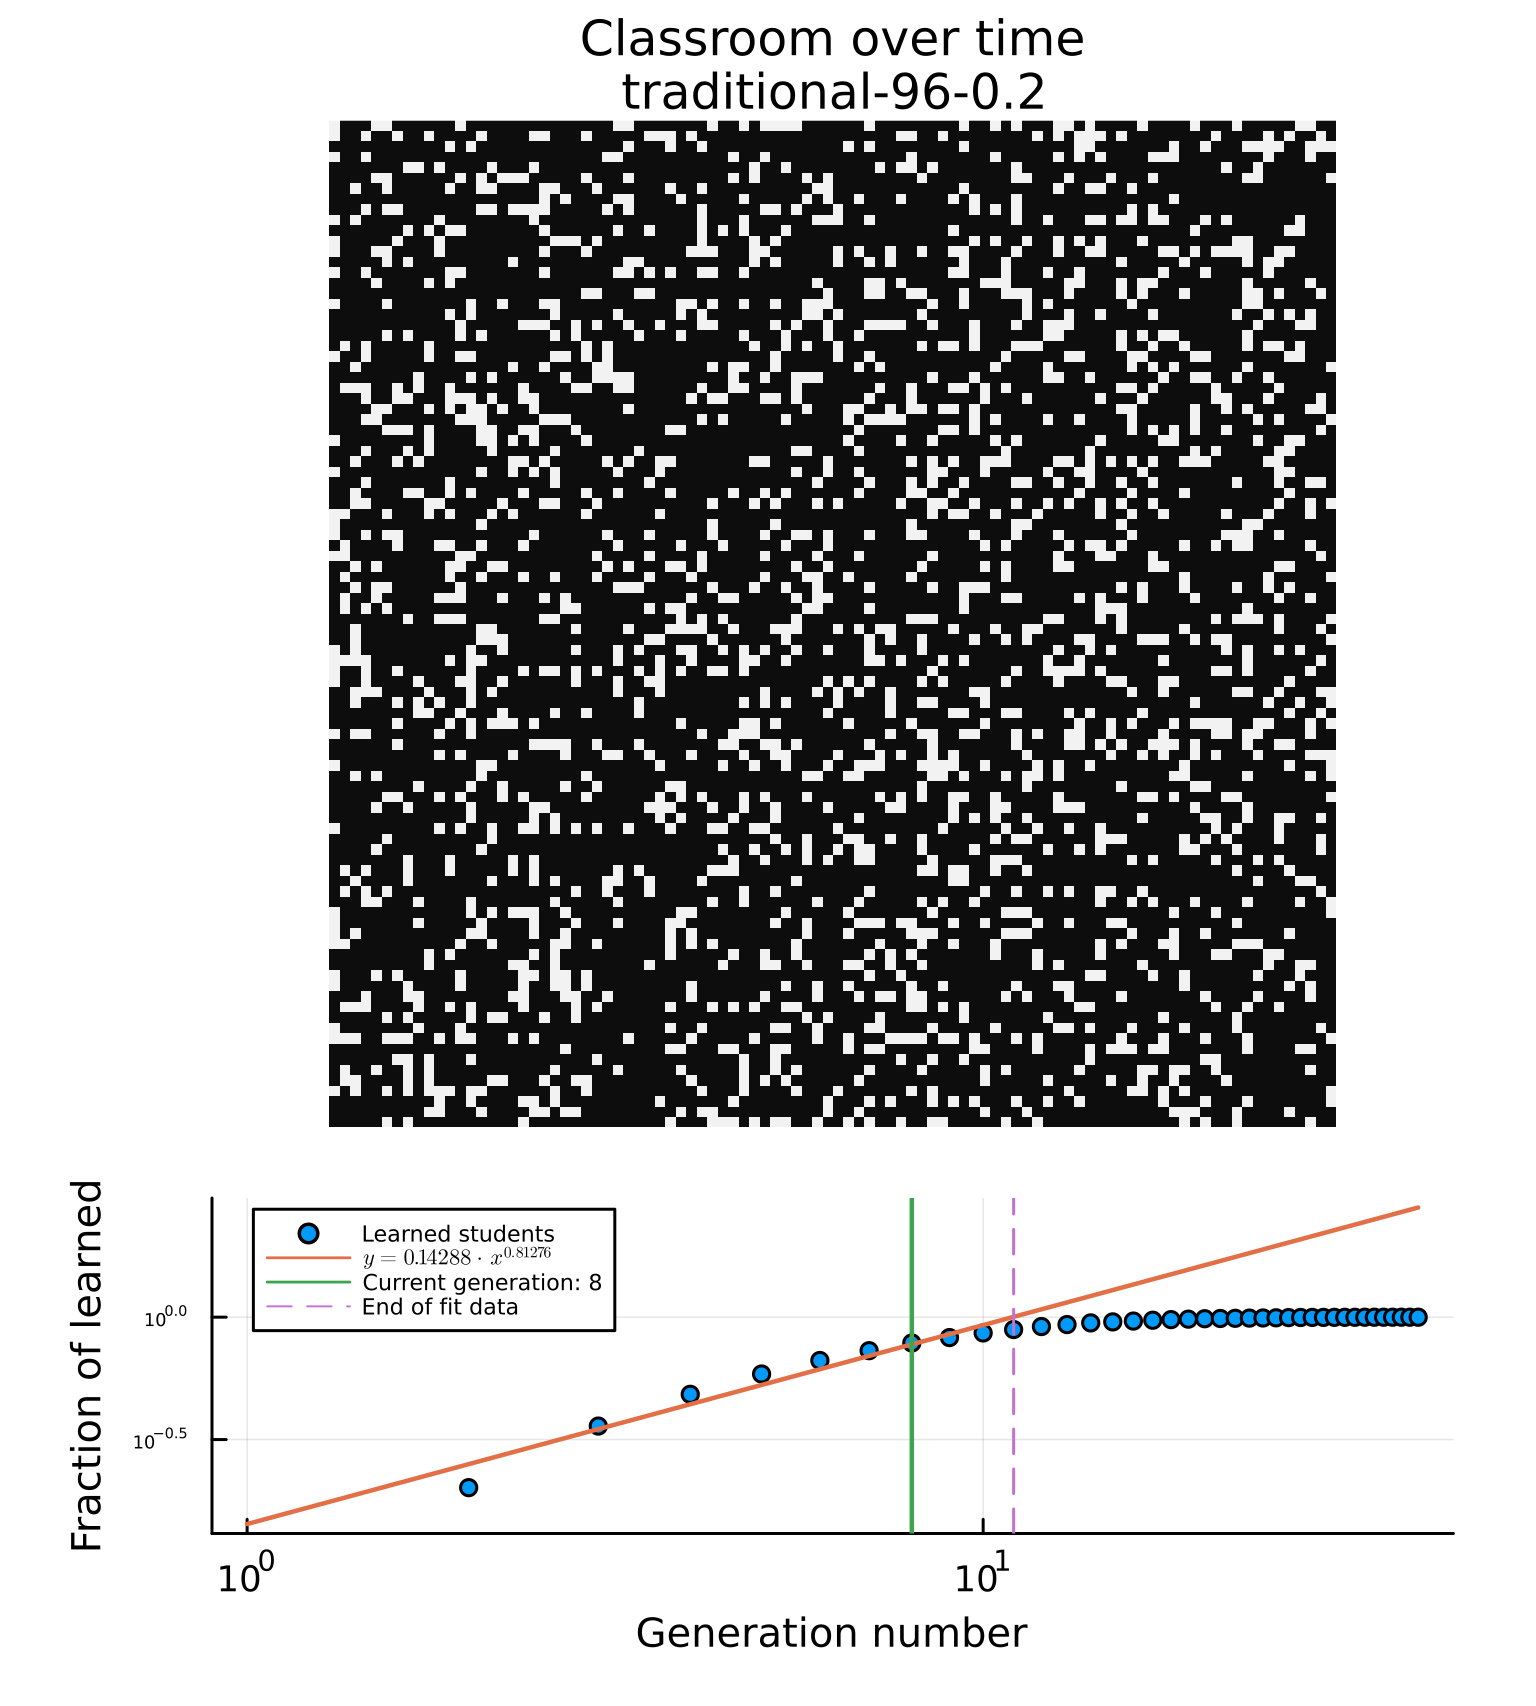 Classroom over time
traditional-96-0.2
Fraction of learned
Learned students
y = 0.14288 · x^0.81276
Current generation: 8
End of fit data
10^0.0
10^−0.5
10^0
10^1
Generation number